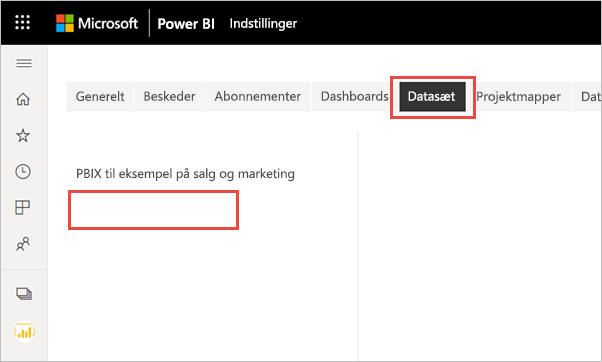 Microsoft Power BI Indstillinger
Generelt Beskeder Abonnementer Dashboards Datasæt Projektmapper Dat
PBIX til eksempel på salg og marketing